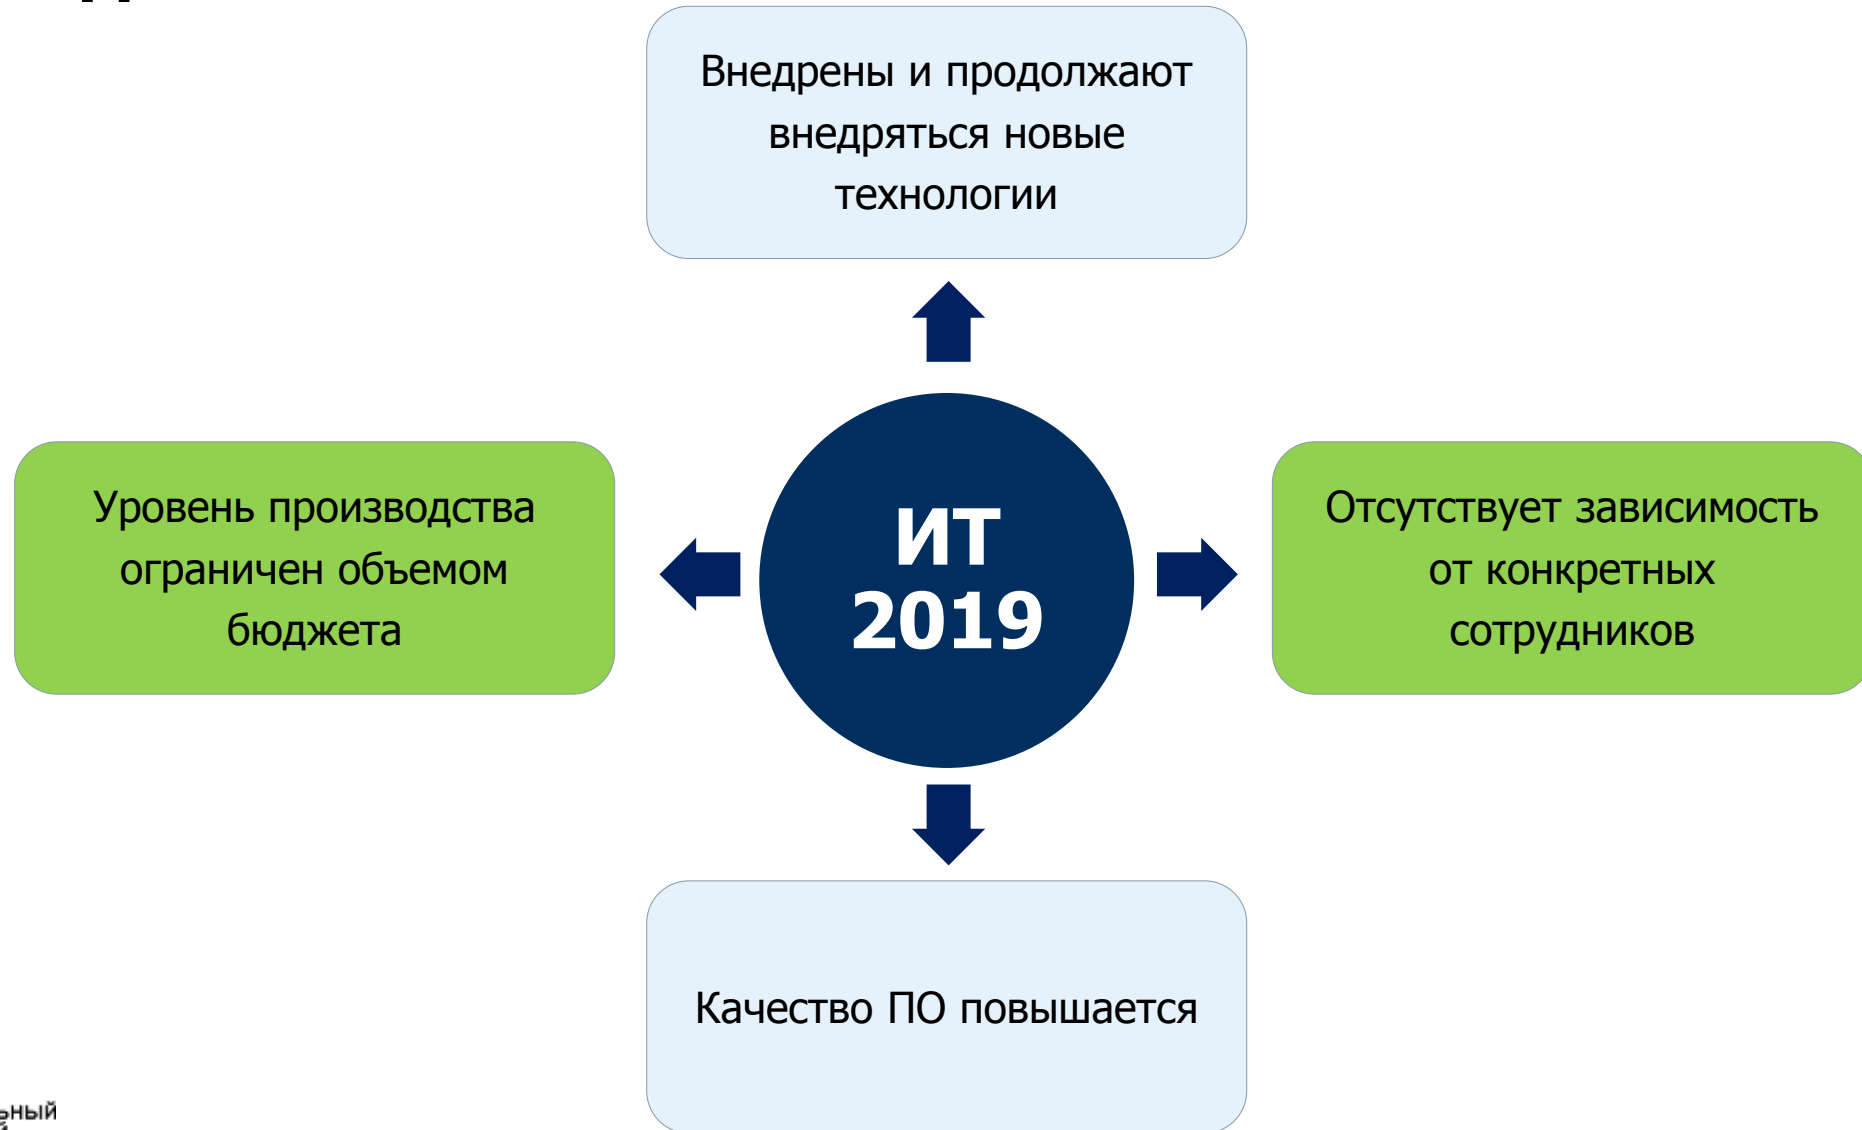 Внедрены и продолжают
внедряться новые
технологии
Уровень производства
ограничен объемом
бюджета
ИТ
2019
Отсутствует зависимость
от конкретных
сотрудников
Качество ПО повышается